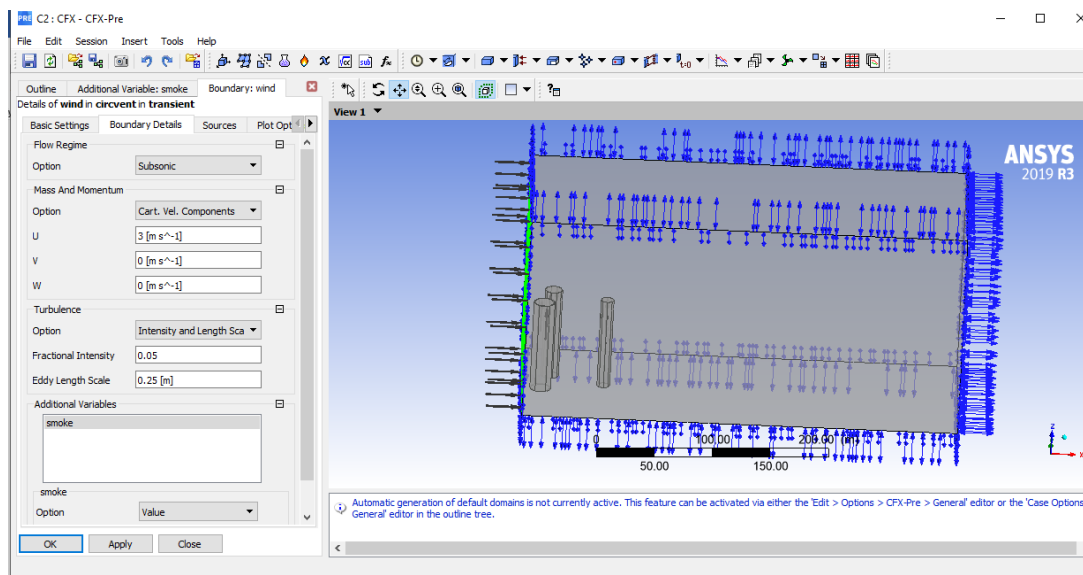 PRE C2 : CFX - CFX-Pre
File Edit Session Insert Tools Help
Outline Additional Variable: smoke Boundary: wind
Details of wind in circvent in transient
Basic Settings Boundary Details Sources Plot Opt
Flow Regime
Option Subsonic
Mass And Momentum
Option Cart. Vel. Components
U 3 [m s^-1]
V 0 [m s^-1]
W 0 [m s^-1]
Turbulence
Option Intensity and Length Sca
Fractional Intensity 0.05
Eddy Length Scale 0.25 [m]
Additional Variables
smoke
smoke
Option Value
OK Apply Close
View 1
ANSYS
2019 R3
0 100.00 200.00
50.00 150.00
z
x
Automatic generation of default domains is not currently active. This feature can be activated via either the 'Edit > Options > CFX-Pre > General' editor or the 'Case Options
General' editor in the outline tree.